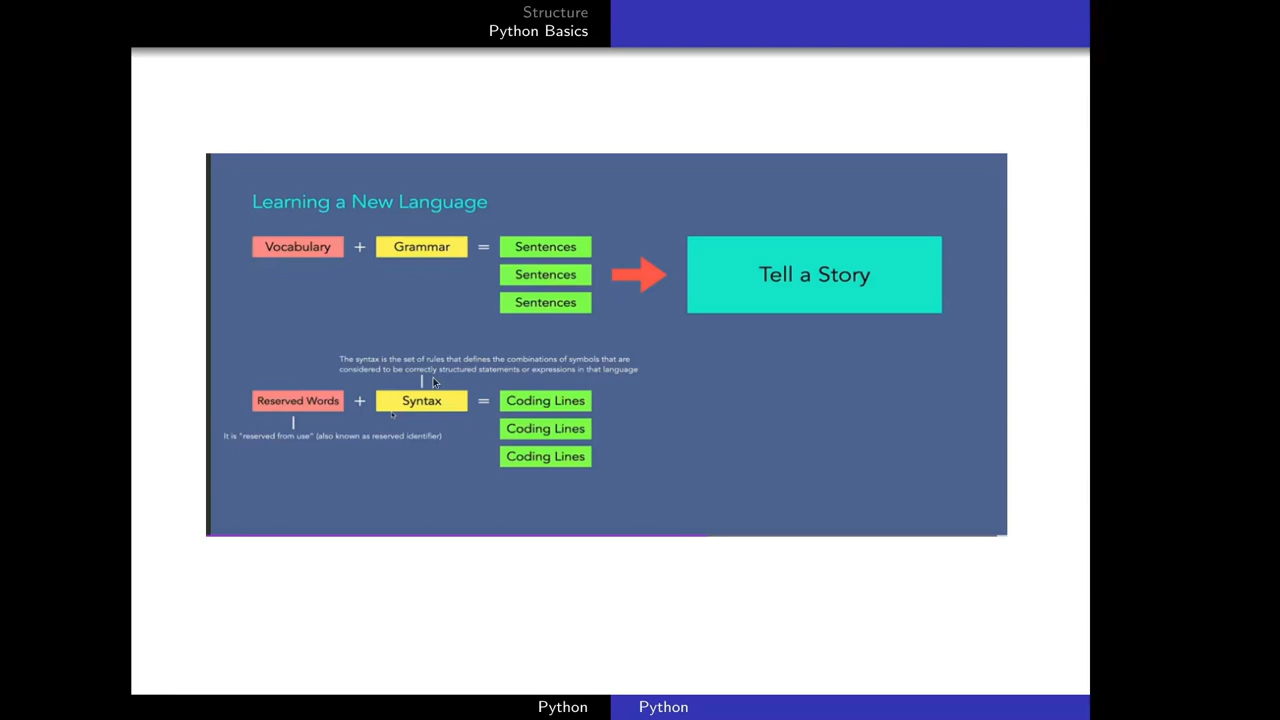 Structure
Python Basics
Learning a New Language
Vocabulary + Grammar = Sentences
Sentences
Sentences
Tell a Story
The syntax is the set of rules that defines the combinations of symbols that are
considered to be correctly structured statements or expressions in that language
Reserved Words + Syntax = Coding Lines
Coding Lines
Coding Lines
It is "reserved from use" (also known as reserved identifier)
Python Python